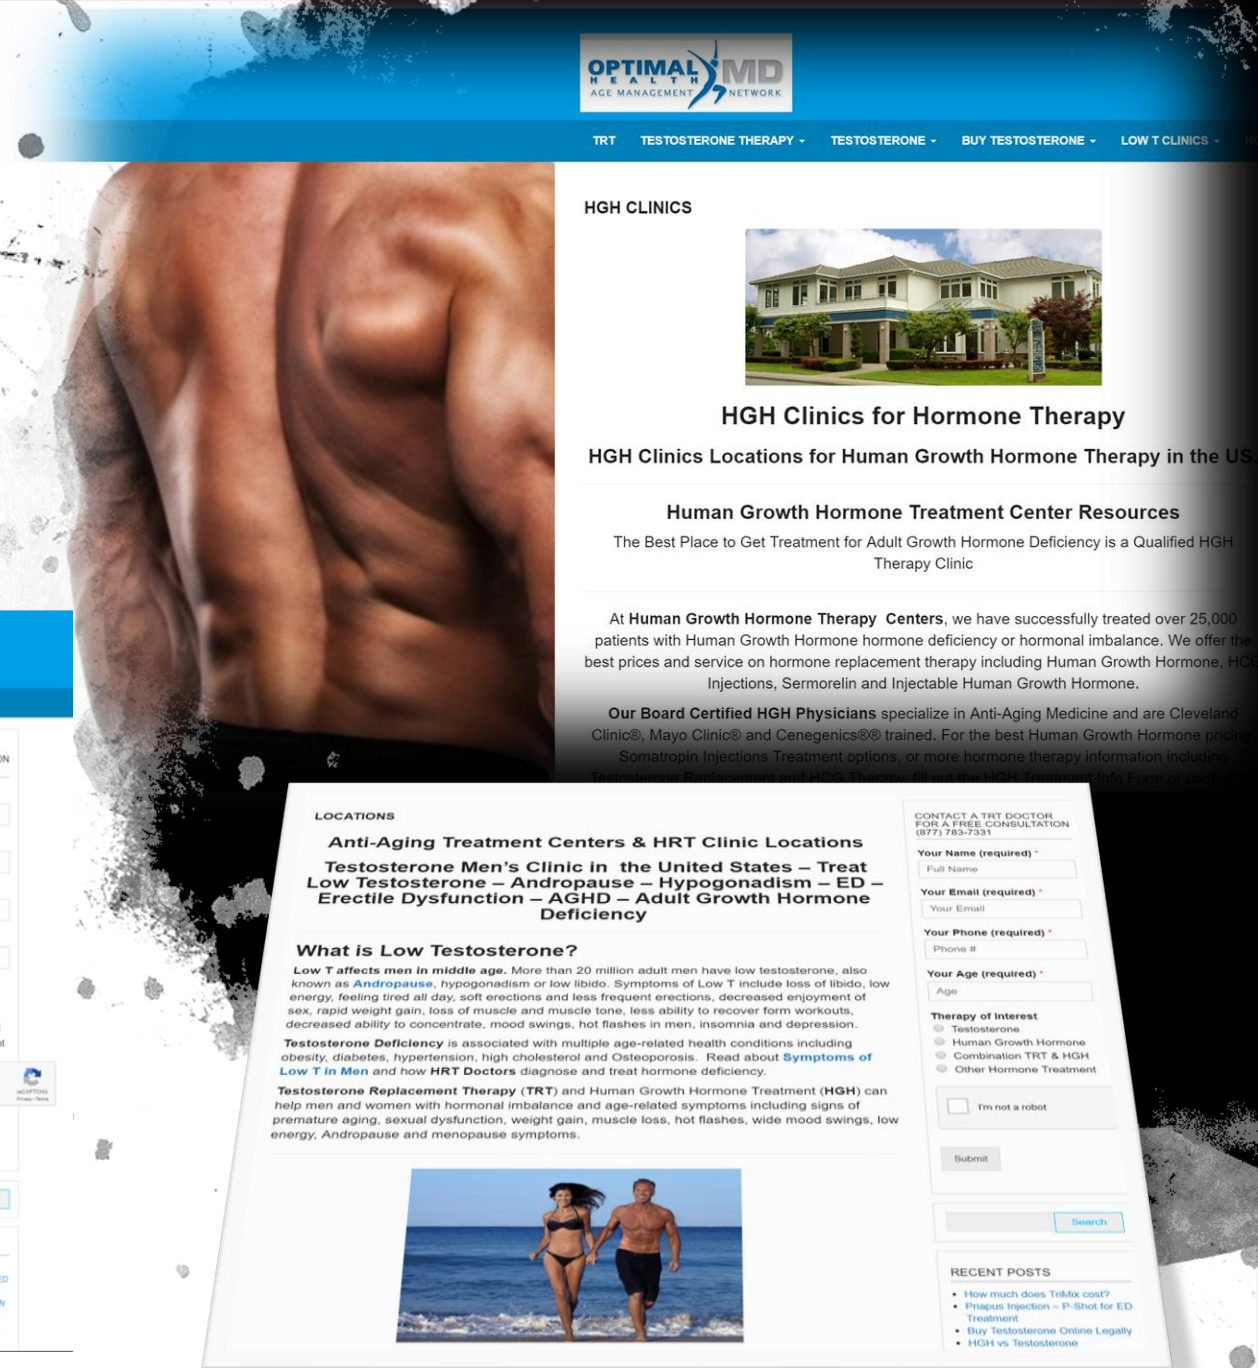 OPTIMAL MD
HEALTH
AGE MANAGEMENT NETWORK
TRT TESTOSTERONE THERAPY TESTOSTERONE BUY TESTOSTERONE LOW T CLINICS
HGH CLINICS
HGH Clinics for Hormone Therapy
HGH Clinics Locations for Human Growth Hormone Therapy in the US.
Human Growth Hormone Treatment Center Resources
The Best Place to Get Treatment for Adult Growth Hormone Deficiency is a Qualified HGH
Therapy Clinic
At Human Growth Hormone Therapy Centers, we have successfully treated over 25,000
patients with Human Growth Hormone hormone deficiency or hormonal imbalance. We offer the
best prices and service on hormone replacement therapy including Human Growth Hormone, HCG
Injections, Sermorelin and Injectable Human Growth Hormone.
Our Board Certified HGH Physicians specialize in Anti-Aging Medicine and are Cleveland
Clinic®, Mayo Clinic® and Cenegenics®® trained. For the best Human Growth Hormone pricing
Somatropin Injections Treatment options, or more hormone therapy information including
Testosterone Replacement and HCG Therapy, fill out the HGH Treatment Info Form or
LOCATIONS
Anti-Aging Treatment Centers & HRT Clinic Locations
Testosterone Men's Clinic in the United States – Treat
Low Testosterone – Andropause – Hypogonadism – ED –
Erectile Dysfunction – AGHD – Adult Growth Hormone
Deficiency
What is Low Testosterone?
Low T affects men in middle age. More than 20 million adult men have low testosterone, also
known as Andropause, hypogonadism or low libido. Symptoms of Low T include loss of libido, low
energy, feeling tired all day, soft erections and less frequent erections, decreased enjoyment of
sex, rapid weight gain, loss of muscle and muscle tone, less ability to recover form workouts,
decreased ability to concentrate, mood swings, hot flashes in men, insomnia and depression.
Testosterone Deficiency is associated with multiple age-related health conditions including
obesity, diabetes, hypertension, high cholesterol and Osteoporosis. Read about Symptoms of
Low T in Men and how HRT Doctors diagnose and treat hormone deficiency.
Testosterone Replacement Therapy (TRT) and Human Growth Hormone Treatment (HGH) can
help men and women with hormonal imbalance and age-related symptoms including signs of
premature aging, sexual dysfunction, weight gain, muscle loss, hot flashes, wide mood swings, low
energy, Andropause and menopause symptoms.
CONTACT A TRT DOCTOR
FOR A FREE CONSULTATION
(877) 783-7331
Your Name (required) *
Full Name
Your Email (required) *
Your Email
Your Phone (required) *
Phone #
Your Age (required) *
Age
Therapy of Interest
Testosterone
Human Growth Hormone
Combination TRT & HGH
Other Hormone Treatment
I'm not a robot
Submit
Search
RECENT POSTS
How much does TriMix cost?
Priapus Injection – P-Shot for ED
Treatment
Buy Testosterone Online Legally
HGH vs Testosterone
reCAPTCHA
Privacy - Terms